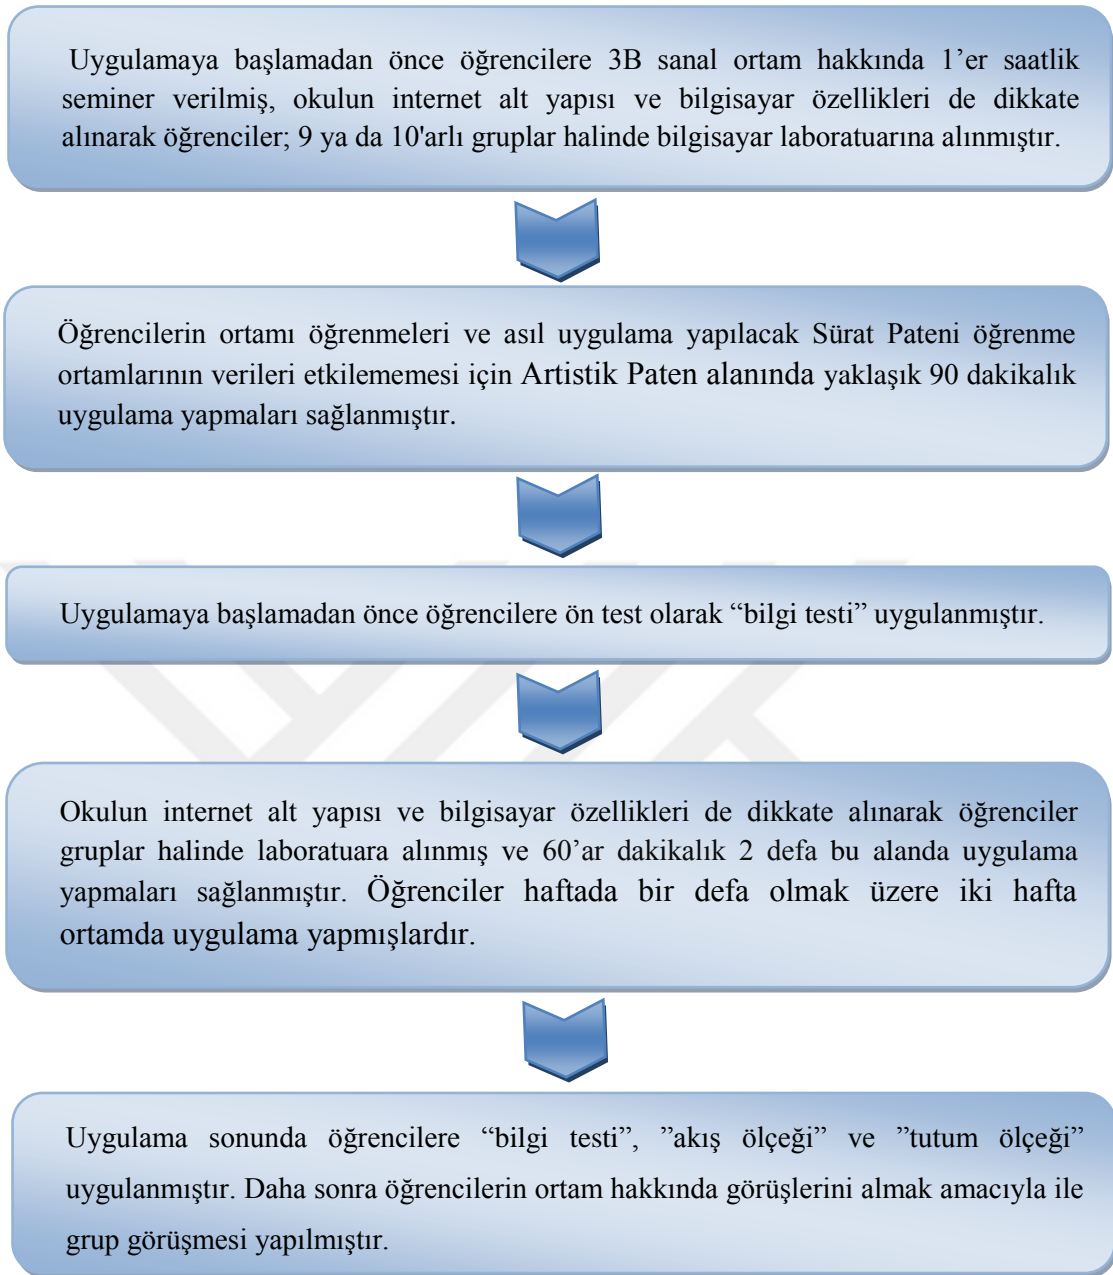 Uygulamaya başlamadan önce öğrencilere 3B sanal ortam hakkında 1’er saatlik
seminer verilmiş, okulun internet alt yapısı ve bilgisayar özellikleri de dikkate
alınarak öğrenciler; 9 ya da 10'arlı gruplar halinde bilgisayar laboratuarına alınmıştır.
Öğrencilerin ortamı öğrenmeleri ve asıl uygulama yapılacak Sürat Pateni öğrenme
ortamlarının verileri etkilememesi için Artistik Paten alanında yaklaşık 90 dakikalık
uygulama yapmaları sağlanmıştır.
Uygulamaya başlamadan önce öğrencilere ön test olarak “bilgi testi” uygulanmıştır.
Okulun internet alt yapısı ve bilgisayar özellikleri de dikkate alınarak öğrenciler
gruplar halinde laboratuara alınmış ve 60’ar dakikalık 2 defa bu alanda uygulama
yapmaları sağlanmıştır. Öğrenciler haftada bir defa olmak üzere iki hafta
ortamda uygulama yapmışlardır.
Uygulama sonunda öğrencilere “bilgi testi”, ”akış ölçeği” ve ”tutum ölçeği”
uygulanmıştır. Daha sonra öğrencilerin ortam hakkında görüşlerini almak amacıyla ile
grup görüşmesi yapılmıştır.